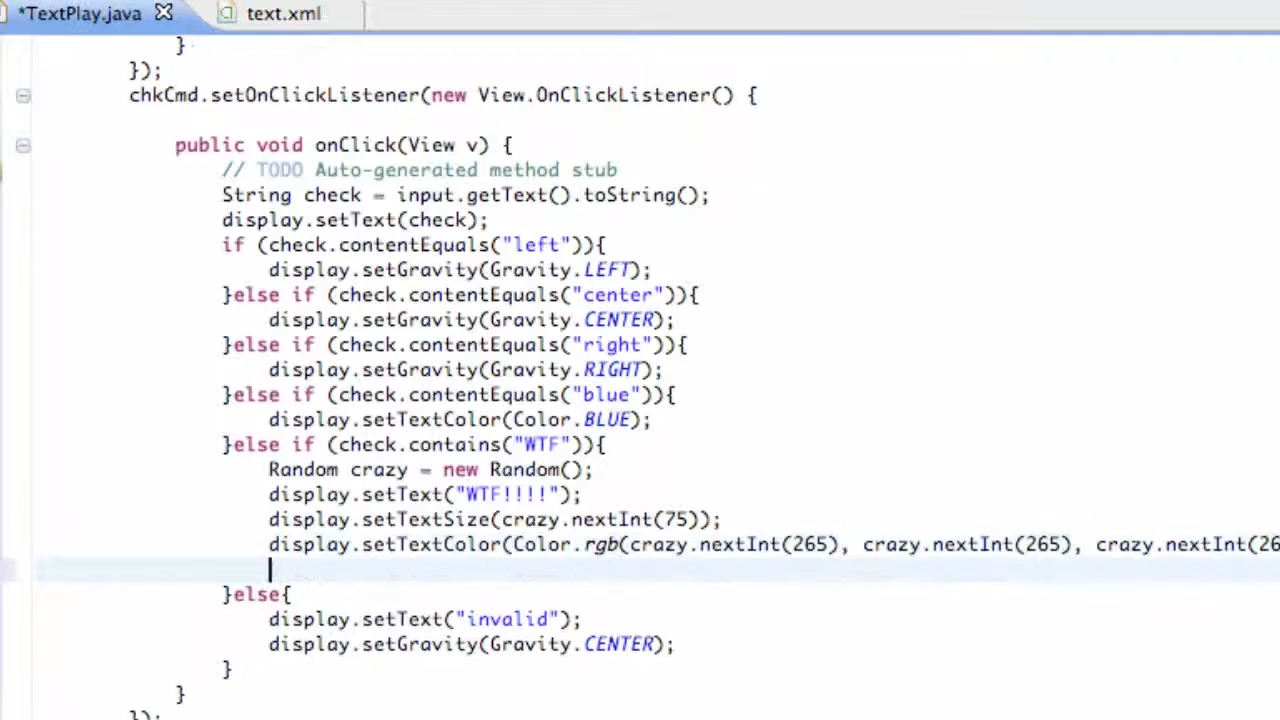 *TextPlay.java text.xml
}
});
chkCmd.setOnClickListener(new View.OnClickListener() {
public void onClick(View v) {
// TODO Auto-generated method stub
String check = input.getText().toString();
display.setText(check);
if (check.contentEquals("left")){
display.setGravity(Gravity.LEFT);
}else if (check.contentEquals("center")){
display.setGravity(Gravity.CENTER);
}else if (check.contentEquals("right")){
display.setGravity(Gravity.RIGHT);
}else if (check.contentEquals("blue")){
display.setTextColor(Color.BLUE);
}else if (check.contains("WTF")){
Random crazy = new Random();
display.setText("WTF!!!!");
display.setTextSize(crazy.nextInt(75));
display.setTextColor(Color.rgb(crazy.nextInt(265), crazy.nextInt(265), crazy.nextInt(26
}else{
display.setText("invalid");
display.setGravity(Gravity.CENTER);
}
}
});